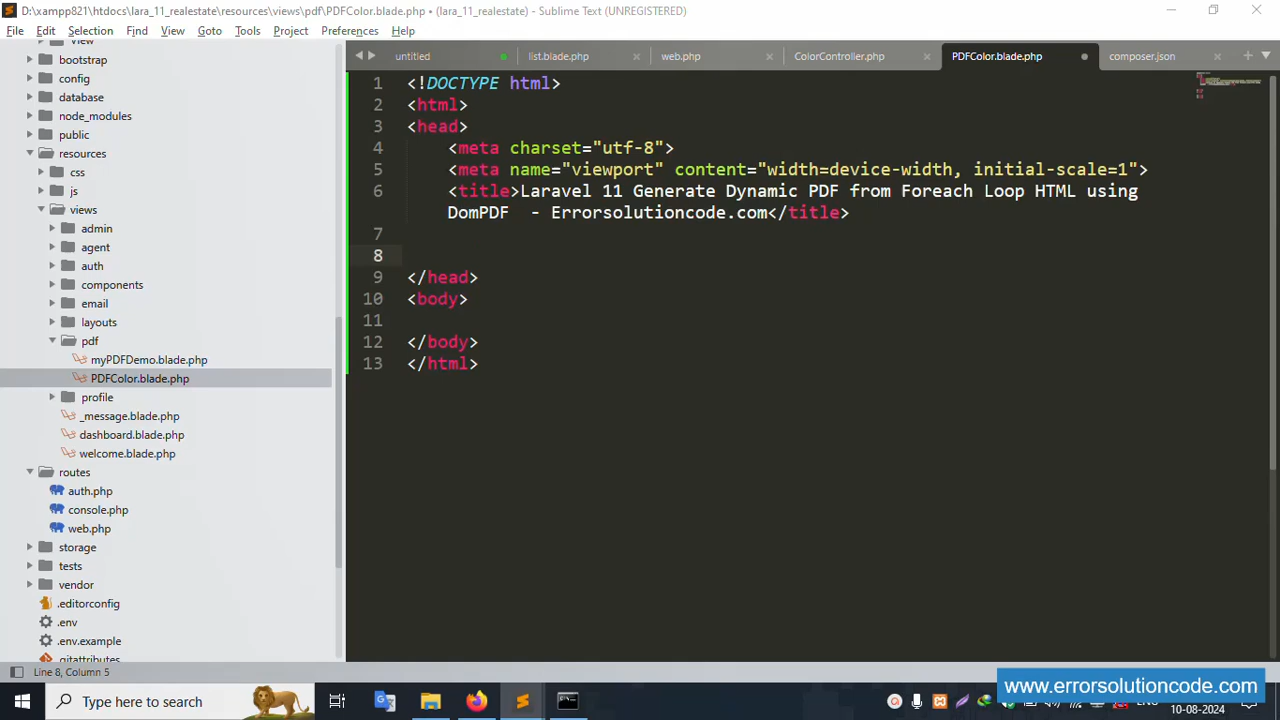 D:\xampp821\htdocs\lara_11_realestate\resources\views\pdf\PDFColor.blade.php • (lara_11_realestate) - Sublime Text (UNREGISTERED)
File Edit Selection Find View Goto Tools Project Preferences Help
untitled list.blade.php web.php ColorController.php PDFColor.blade.php composer.json
View
bootstrap
config
database
node_modules
public
resources
css
js
views
admin
agent
auth
components
email
layouts
pdf
myPDFDemo.blade.php
PDFColor.blade.php
profile
_message.blade.php
dashboard.blade.php
welcome.blade.php
routes
auth.php
console.php
web.php
storage
tests
vendor
.editorconfig
.env
.env.example
.gitattributes
1 <!DOCTYPE html>
2 <html>
3 <head>
4 <meta charset="utf-8">
5 <meta name="viewport" content="width=device-width, initial-scale=1">
6 <title>Laravel 11 Generate Dynamic PDF from Foreach Loop HTML using
DomPDF - Errorsolutioncode.com</title>
7
8
9 </head>
10 <body>
11
12 </body>
13 </html>
Line 8, Column 5
www.errorsolutioncode.com
Type here to search
10-08-2024